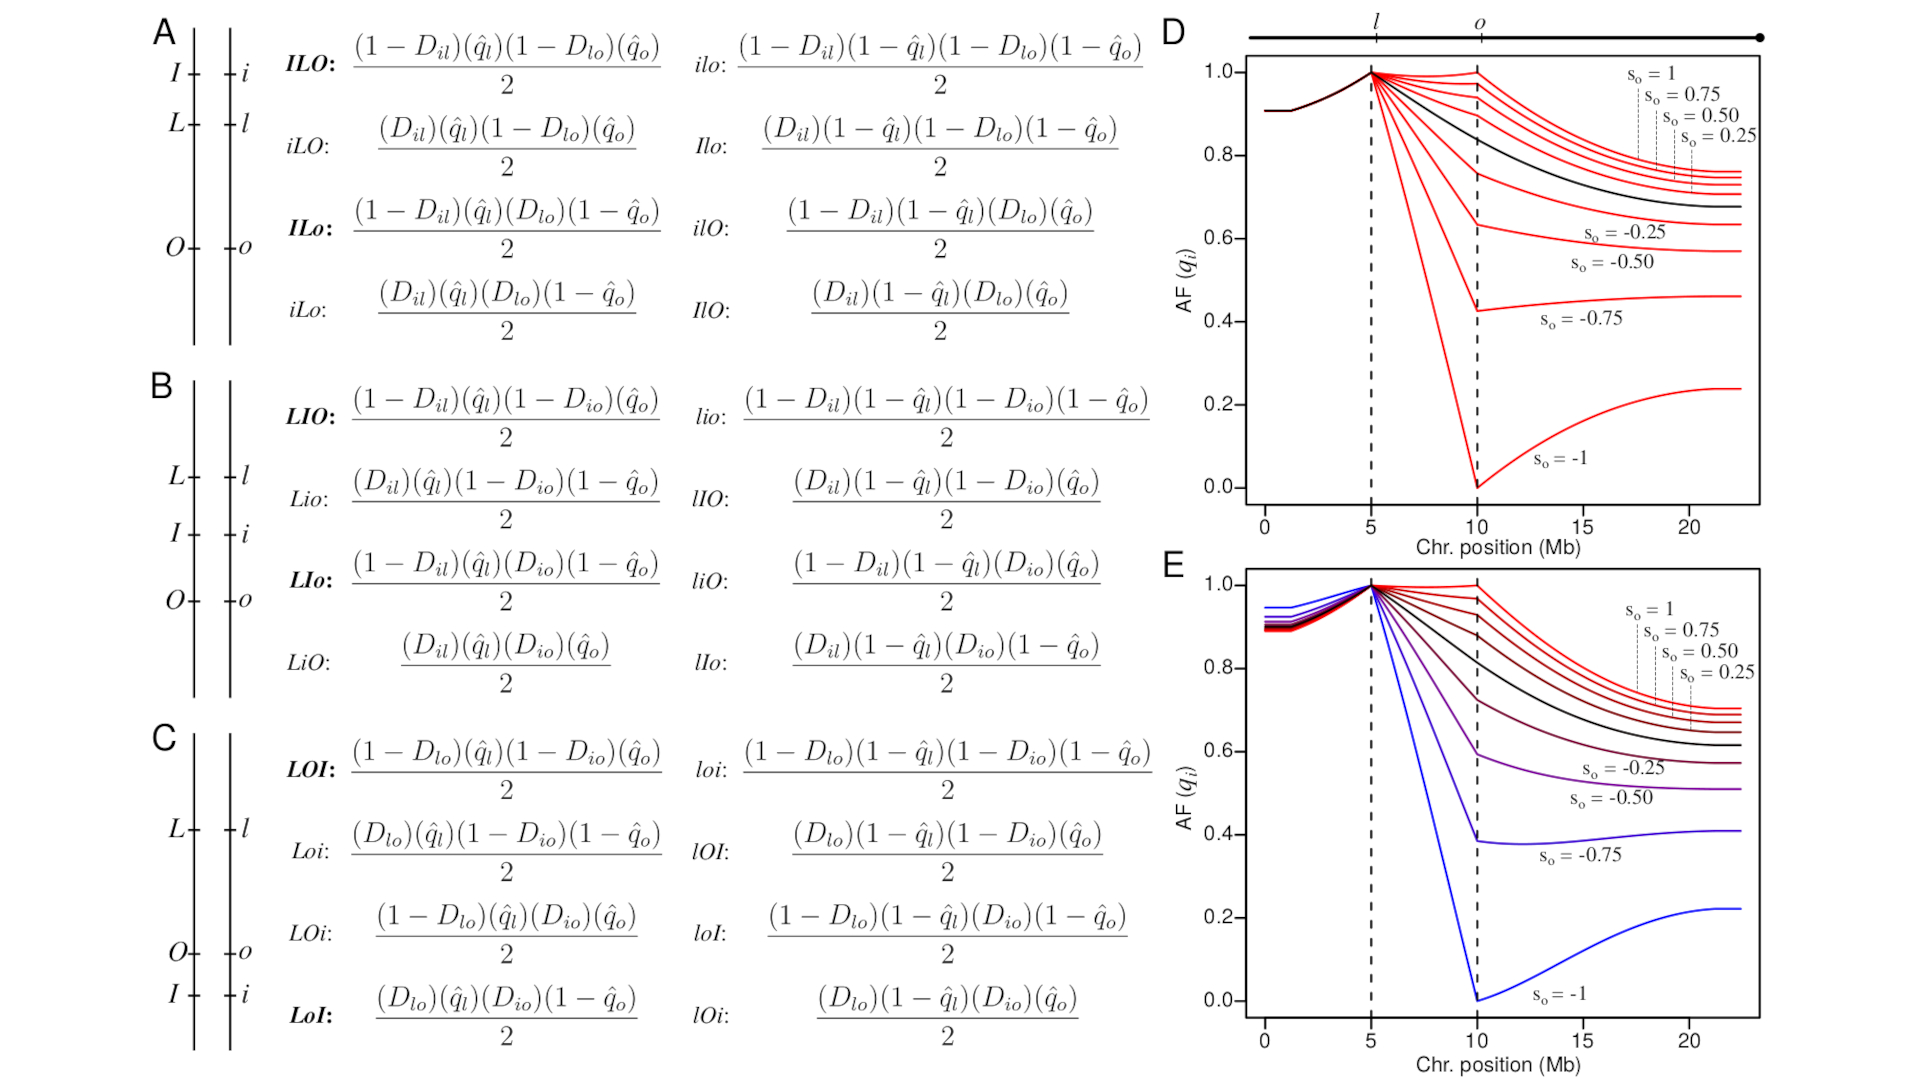 A
I i
L l
O o
ILO: (1 − D_il)(q̂_l)(1 − D_lo)(q̂_o) / 2
ilo: (1 − D_il)(1 − q̂_l)(1 − D_lo)(1 − q̂_o) / 2
iLO: (D_il)(q̂_l)(1 − D_lo)(q̂_o) / 2
Ilo: (D_il)(1 − q̂_l)(1 − D_lo)(1 − q̂_o) / 2
ILo: (1 − D_il)(q̂_l)(D_lo)(1 − q̂_o) / 2
ilO: (1 − D_il)(1 − q̂_l)(D_lo)(q̂_o) / 2
iLo: (D_il)(q̂_l)(D_lo)(1 − q̂_o) / 2
IlO: (D_il)(1 − q̂_l)(D_lo)(q̂_o) / 2
B
L l
I i
O o
LIO: (1 − D_il)(q̂_l)(1 − D_io)(q̂_o) / 2
lio: (1 − D_il)(1 − q̂_l)(1 − D_io)(1 − q̂_o) / 2
Lio: (D_il)(q̂_l)(1 − D_io)(1 − q̂_o) / 2
lIO: (D_il)(1 − q̂_l)(1 − D_io)(q̂_o) / 2
LIo: (1 − D_il)(q̂_l)(D_io)(1 − q̂_o) / 2
liO: (1 − D_il)(1 − q̂_l)(D_io)(q̂_o) / 2
LiO: (D_il)(q̂_l)(D_io)(q̂_o) / 2
lIo: (D_il)(1 − q̂_l)(D_io)(1 − q̂_o) / 2
C
L l
O o
I i
LOI: (1 − D_lo)(q̂_l)(1 − D_io)(q̂_o) / 2
loi: (1 − D_lo)(1 − q̂_l)(1 − D_io)(1 − q̂_o) / 2
Loi: (D_lo)(q̂_l)(1 − D_io)(1 − q̂_o) / 2
lOI: (D_lo)(1 − q̂_l)(1 − D_io)(q̂_o) / 2
LOi: (1 − D_lo)(q̂_l)(D_io)(q̂_o) / 2
loI: (1 − D_lo)(1 − q̂_l)(D_io)(1 − q̂_o) / 2
LoI: (D_lo)(q̂_l)(D_io)(1 − q̂_o) / 2
lOi: (D_lo)(1 − q̂_l)(D_io)(q̂_o) / 2
D
l o
1.0
0.8
0.6
0.4
0.2
0.0
AF (q_i)
s_o = 1
s_o = 0.75
s_o = 0.50
s_o = 0.25
s_o = -0.25
s_o = -0.50
s_o = -0.75
s_o = -1
0 5 10 15 20
Chr. position (Mb)
E
1.0
0.8
0.6
0.4
0.2
0.0
AF (q_i)
s_o = 1
s_o = 0.75
s_o = 0.50
s_o = 0.25
s_o = -0.25
s_o = -0.50
s_o = -0.75
s_o = -1
0 5 10 15 20
Chr. position (Mb)